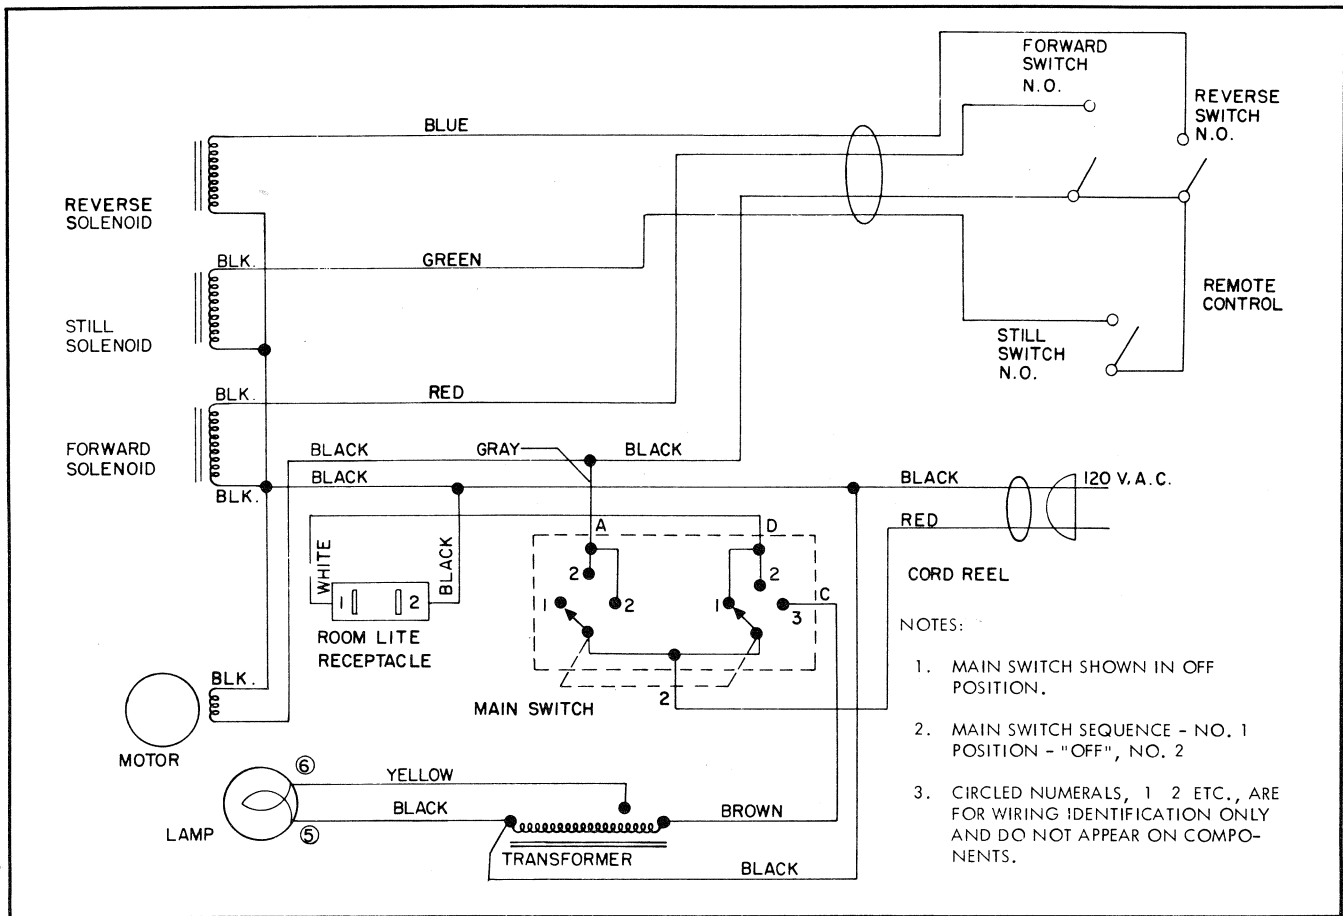 FORWARD
SWITCH
N.O.
REVERSE
SWITCH
N.O.
BLUE
REVERSE
SOLENOID
BLK.
GREEN
REMOTE
CONTROL
STILL
SOLENOID
STILL
SWITCH
N.O.
BLK.
RED
FORWARD
SOLENOID
BLACK
GRAY
BLACK
BLK.
BLACK
BLACK
120 V. A.C.
RED
A
D
WHITE
BLACK
2
2
C
1
2
1
2
1
3
CORD REEL
ROOM LITE
RECEPTACLE
2
MAIN SWITCH
BLK.
MOTOR
NOTES:
1. MAIN SWITCH SHOWN IN OFF
POSITION.
2. MAIN SWITCH SEQUENCE - NO. 1
POSITION - "OFF", NO. 2
3. CIRCLED NUMERALS, 1 2 ETC., ARE
FOR WIRING IDENTIFICATION ONLY
AND DO NOT APPEAR ON COMPO-
NENTS.
⑥
YELLOW
BLACK
BROWN
LAMP
⑤
TRANSFORMER
BLACK